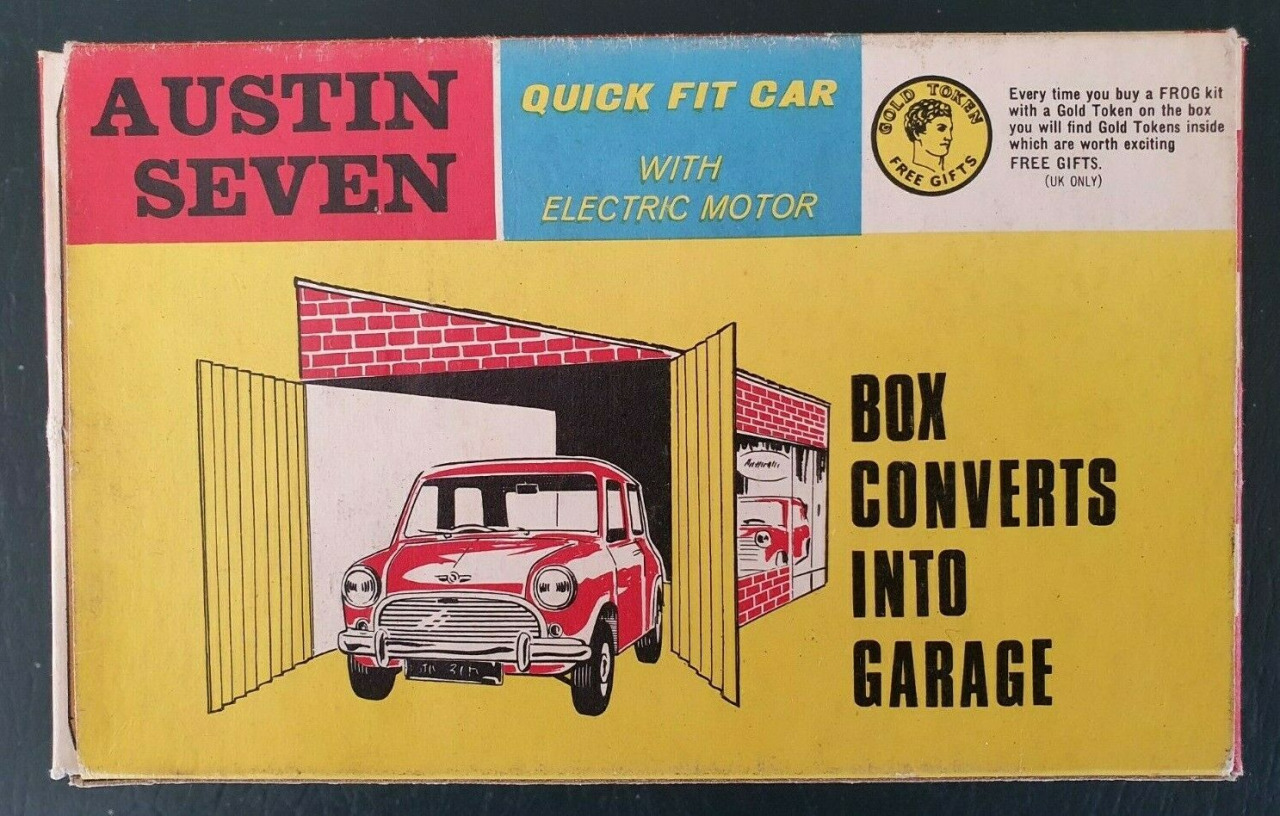 AUSTIN
SEVEN
QUICK FIT CAR
WITH
ELECTRIC MOTOR
GOLD TOKEN
FREE GIFTS
Every time you buy a FROG kit
with a Gold Token on the box
you will find Gold Tokens inside
which are worth exciting
FREE GIFTS.
(UK ONLY)
BOX
CONVERTS
INTO
GARAGE